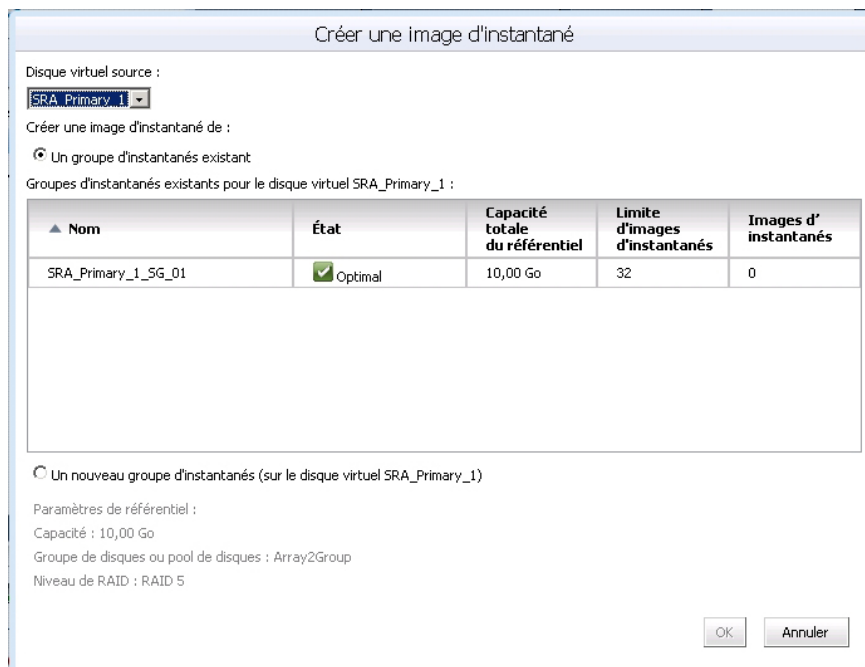 Créer une image d'instantané
Disque virtuel source :
SRA_Primary_1
Créer une image d'instantané de :
Un groupe d'instantanés existant
Groupes d'instantanés existants pour le disque virtuel SRA_Primary_1 :
Nom
État
Capacité
totale
du référentiel
Limite
d'images
d'instantanés
Images d'
instantanés
SRA_Primary_1_SG_01
Optimal
10,00 Go
32
0
Un nouveau groupe d'instantanés (sur le disque virtuel SRA_Primary_1)
Paramètres de référentiel :
Capacité : 10,00 Go
Groupe de disques ou pool de disques : Array2Group
Niveau de RAID : RAID 5
OK
Annuler